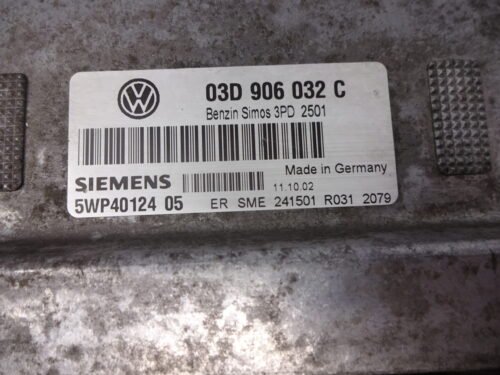 03D 906 032 C
Benzin Simos 3PD 2501
Made in Germany
SIEMENS
11.10.02
5WP40124 05 ER SME 241501 R031 2079